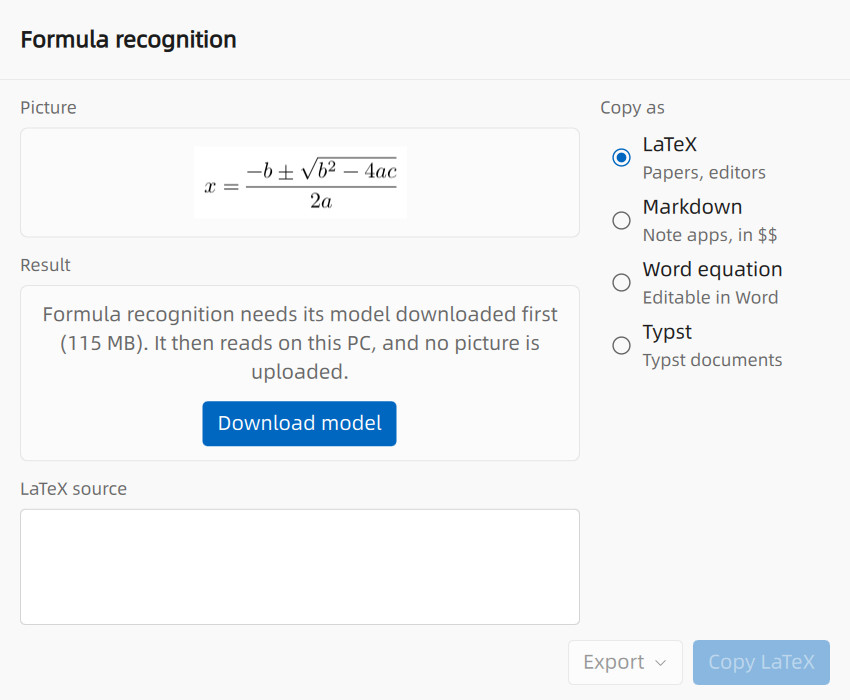 Formula recognition
Picture
x = \frac{-b \pm \sqrt{b^2 - 4ac}}{2a}
Result
Formula recognition needs its model downloaded first
(115 MB). It then reads on this PC, and no picture is
uploaded.
Download model
LaTeX source
Copy as
LaTeX
Papers, editors
Markdown
Note apps, in $$
Word equation
Editable in Word
Typst
Typst documents
Export
Copy LaTeX